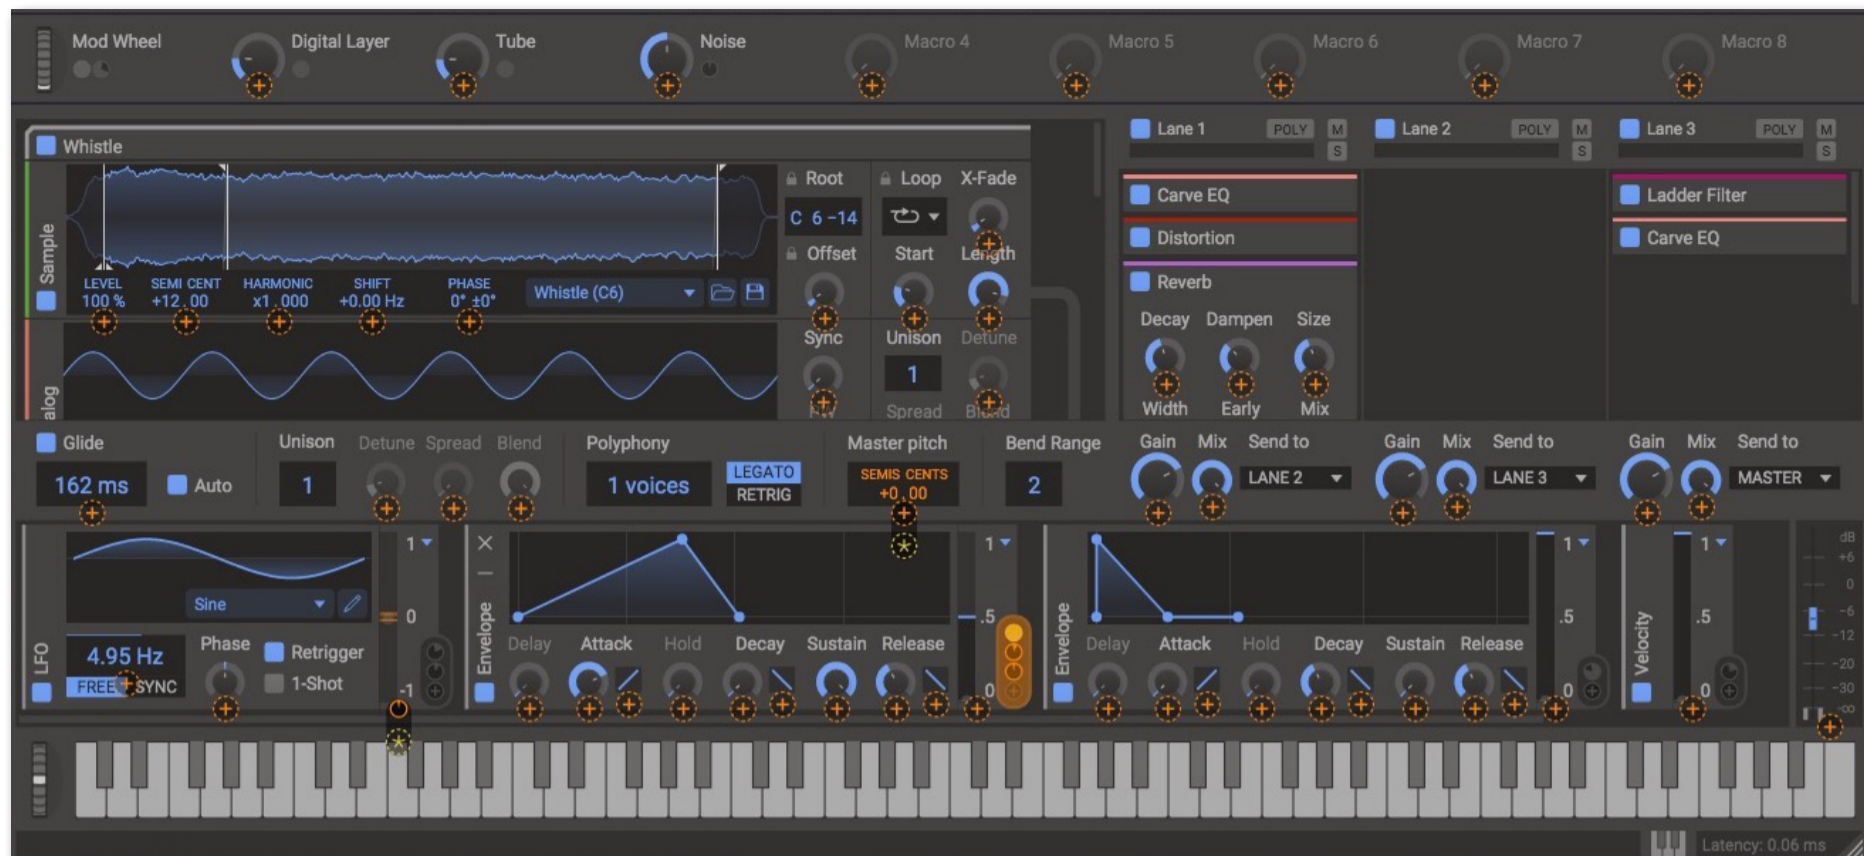 Mod Wheel Digital Layer Tube Noise Macro 4 Macro 5 Macro 6 Macro 7 Macro 8
Whistle
Sample
LEVEL SEMI CENT HARMONIC SHIFT PHASE
100 % +12.00 x1.000 +0.00 Hz 0° ±0° Whistle (C6)
Root Loop X-Fade
C 6 -14
Offset Start Length
Sync Unison Detune
1
Spread
alog
Lane 1 POLY M
S
Lane 2 POLY M
S
Lane 3 POLY M
S
Carve EQ
Distortion
Reverb
Decay Dampen Size
Width Early Mix
Ladder Filter
Carve EQ
Glide Unison Detune Spread Blend Polyphony Master pitch Bend Range
162 ms Auto 1 1 voices LEGATO RETRIG SEMIS CENTS +0.00 2
Gain Mix Send to
LANE 2
Gain Mix Send to
LANE 3
Gain Mix Send to
MASTER
LFO
Sine
4.95 Hz Phase Retrigger
FREE SYNC 1-Shot
1
0
-1
Envelope
Delay Attack Hold Decay Sustain Release
1
.5
0
Envelope
Delay Attack Hold Decay Sustain Release
1
.5
0
Velocity
1
.5
0
dB
+6
0
-6
-12
-20
-30
-∞
Latency: 0.06 ms